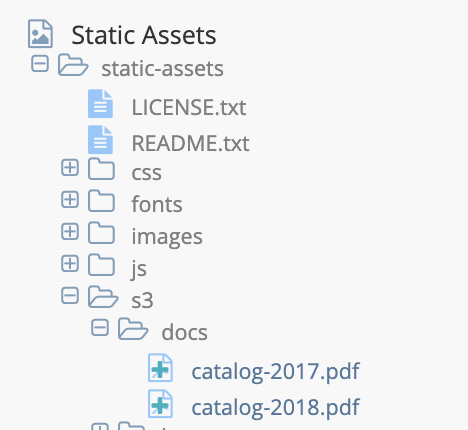 Static Assets
static-assets
LICENSE.txt
README.txt
css
fonts
images
js
s3
docs
catalog-2017.pdf
catalog-2018.pdf